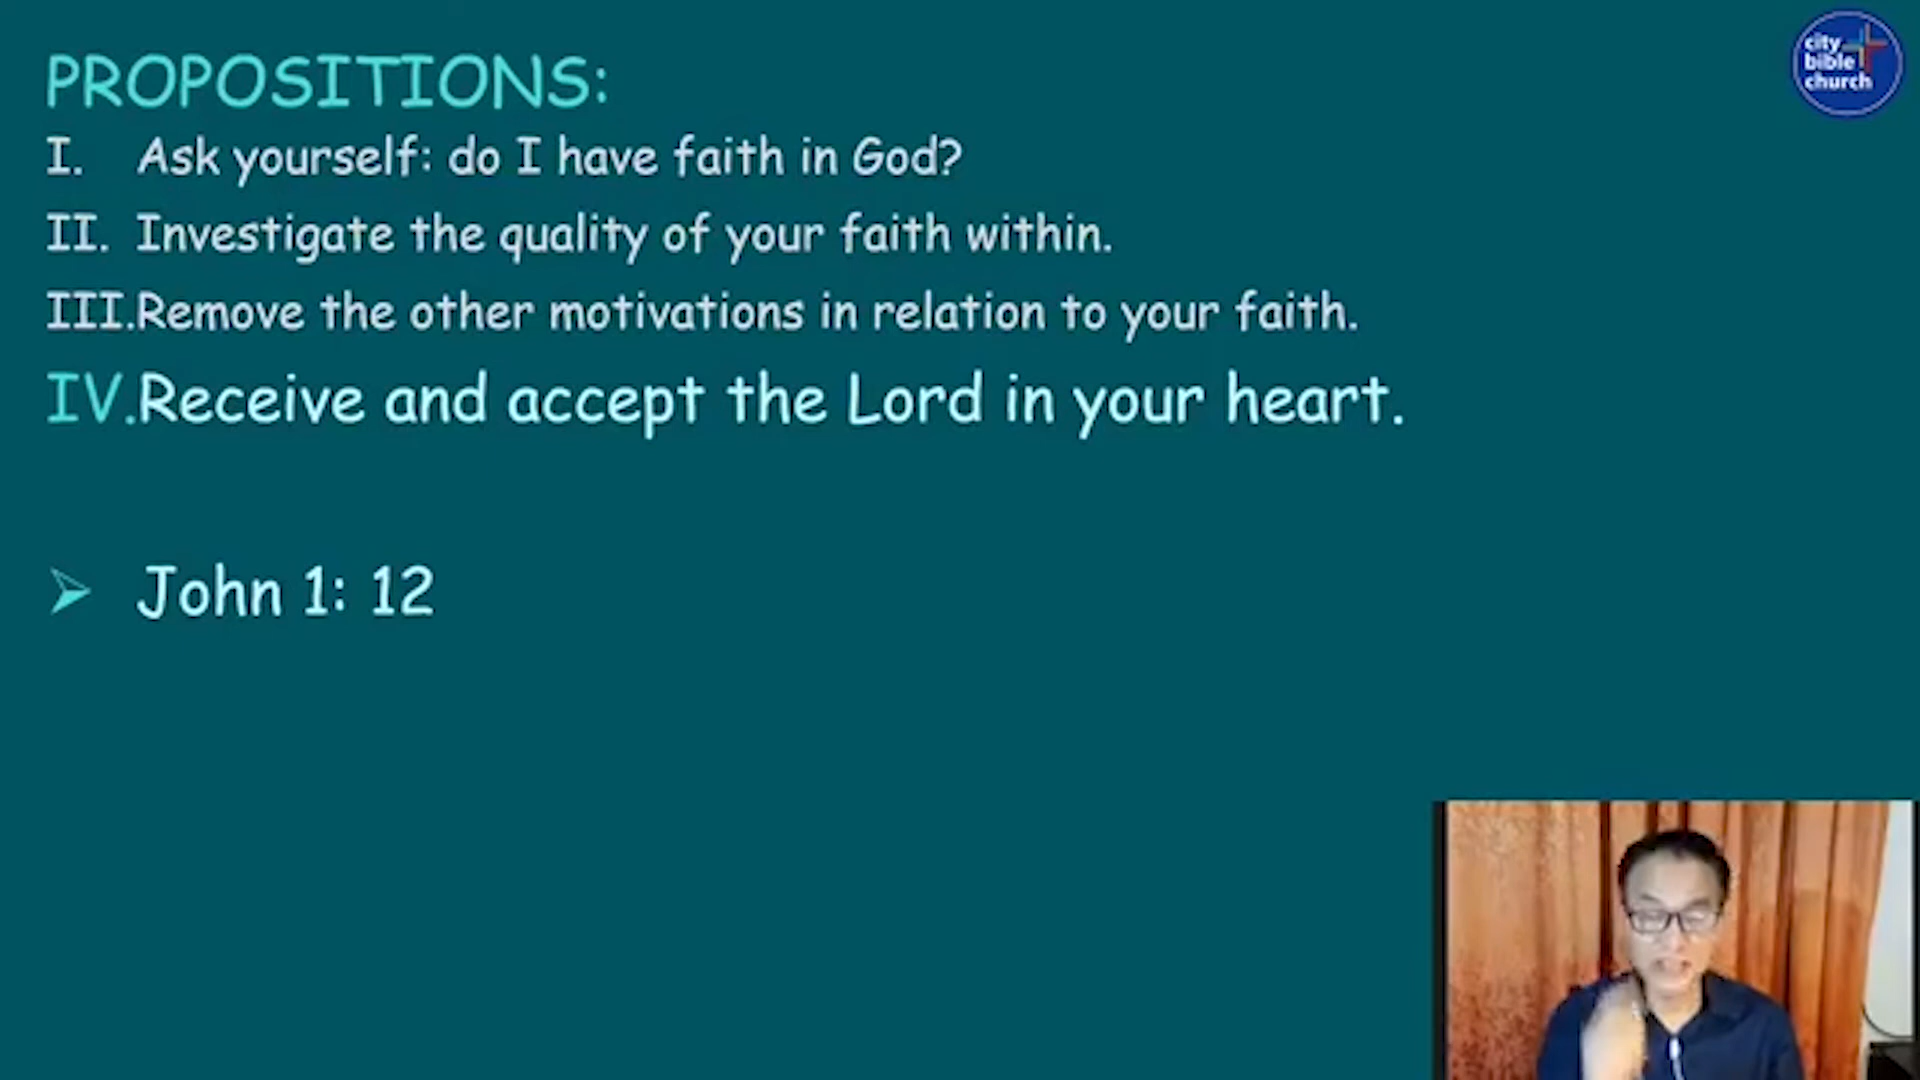 PROPOSITIONS:
I. Ask yourself: do I have faith in God?
II. Investigate the quality of your faith within.
III.Remove the other motivations in relation to your faith.
IV.Receive and accept the Lord in your heart.
➢ John 1: 12
city
bible
church